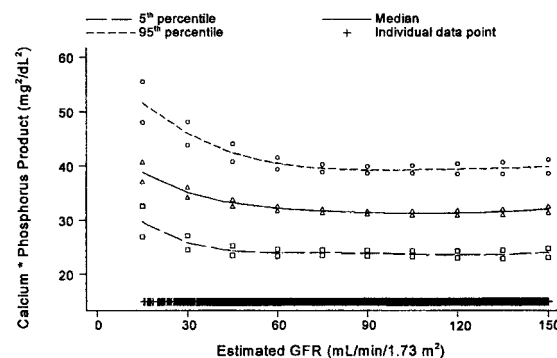 5th percentile
Median
95th percentile
Individual data point
Calcium * Phosphorus Product (mg²/dL²)
60
50
40
30
20
0
30
60
90
120
150
Estimated GFR (mL/min/1.73 m²)